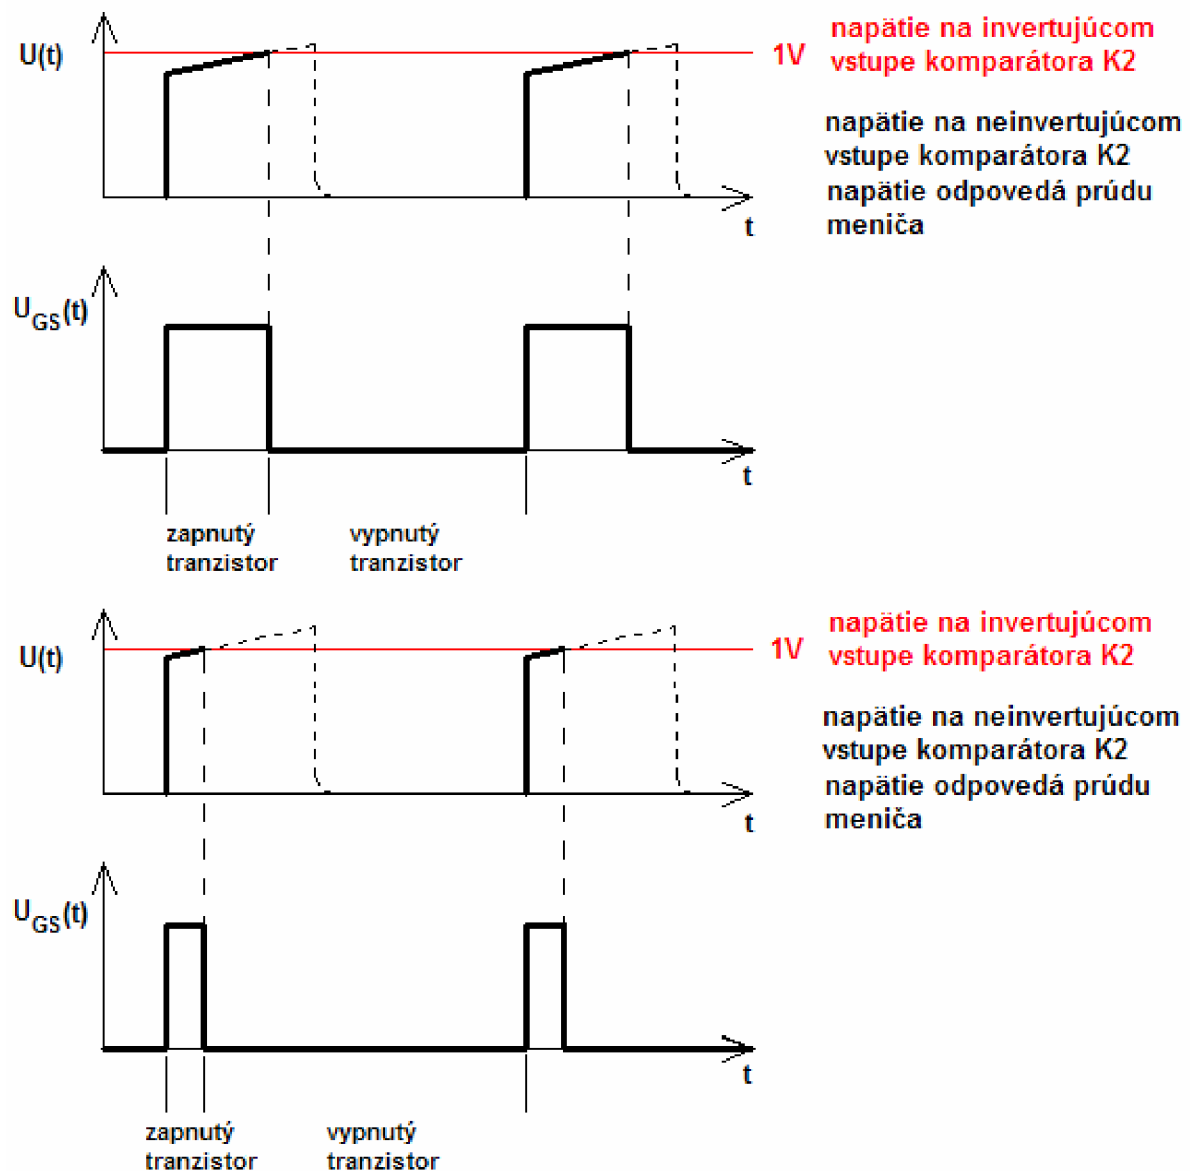 U(t)
1V
napätie na invertujúcom
vstupe komparátora K2
napätie na neinvertujúcom
vstupe komparátora K2
napätie odpovedá prúdu
meniča
t
UGS(t)
t
zapnutý
tranzistor
vypnutý
tranzistor
U(t)
1V
napätie na invertujúcom
vstupe komparátora K2
napätie na neinvertujúcom
vstupe komparátora K2
napätie odpovedá prúdu
meniča
t
UGS(t)
t
zapnutý
tranzistor
vypnutý
tranzistor